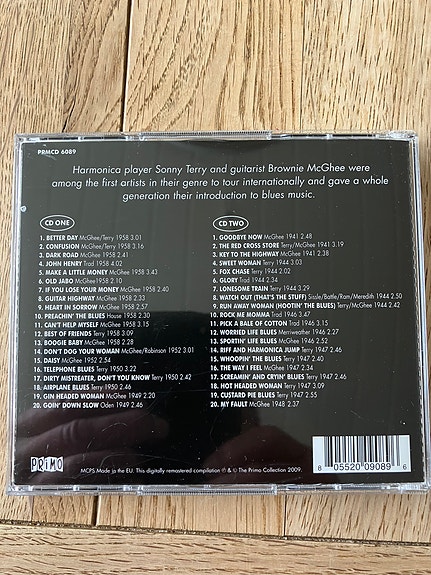 PRMCD 6089
Harmonica player Sonny Terry and guitarist Brownie McGhee were
among the first artists in their genre to tour internationally and gave a whole
generation their introduction to blues music.
CD ONE
1. BETTER DAY McGhee/Terry 1958 3.01
2. CONFUSION McGhee/Terry 1958 3.16
3. DARK ROAD McGhee 1958 2.41
4. JOHN HENRY Trad 1958 4.02
5. MAKE A LITTLE MONEY McGhee 1958 3.43
6. OLD JABO McGhee 2.10
7. IF YOU LOSE YOUR MONEY McGhee 1958 2.40
8. GUITAR HIGHWAY McGhee 1958 2.33
9. HEART IN SORROW McGhee 1958 2.57
10. PREACHIN' THE BLUES House 1958 2.30
11. CAN'T HELP MYSELF McGhee 1958 3.15
12. BEST OF FRIENDS Terry 1958 3.09
13. BOOGIE BABY McGhee 1958 2.28
14. DON'T DOG YOUR WOMAN McGhee/Robinson 1952 3.01
15. DAISY McGhee 1952 2.54
16. TELEPHONE BLUES Terry 1950 3.22
17. DIRTY MISTREATER, DON'T YOU KNOW Terry 1950 2.42
18. AIRPLANE BLUES Terry 1950 2.46
19. GIN HEADED WOMAN McGhee 1949 2.20
20. GOIN' DOWN SLOW Oden 1949 2.46
CD TWO
1. GOODBYE NOW McGhee 1941 2.48
2. THE RED CROSS STORE Terry/McGhee 1941 3.19
3. KEY TO THE HIGHWAY McGhee 1941 2.38
4. SWEET WOMAN Terry 1944 3.03
5. FOX CHASE Terry 1944 2.02
6. GLORY Trad 1944 2.34
7. LONESOME TRAIN Terry 1944 3.29
8. WATCH OUT (THAT'S THE STUFF) Sissle/Battle/Ram/Meredith 1944 2.50
9. RUN AWAY WOMAN (HOOTIN' THE BLUES) Terry/McGhee 1944 2.42
10. ROCK ME MOMMA Trad 1946 3.47
11. PICK A BALE OF COTTON Trad 1946 3.15
12. WORRIED LIFE BLUES Merriweather 1946 2.27
13. SPORTIN' LIFE BLUES McGhee 1946 2.52
14. RIFF AND HARMONICA JUMP Terry 1947 2.46
15. WHOOPIN' THE BLUES Terry 1947 2.40
16. THE WAY I FEEL McGhee 1947 2.34
17. SCREAMIN' AND CRYIN' BLUES Terry 1947 2.46
18. HOT HEADED WOMAN Terry 1947 3.09
19. CUSTARD PIE BLUES Terry 1947 2.55
20. MY FAULT McGhee 1948 2.37
PRiMO
MCPS Made in the EU. This digitally remastered compilation ℗ & © The Primo Collection 2009.
8 05520 09089 6